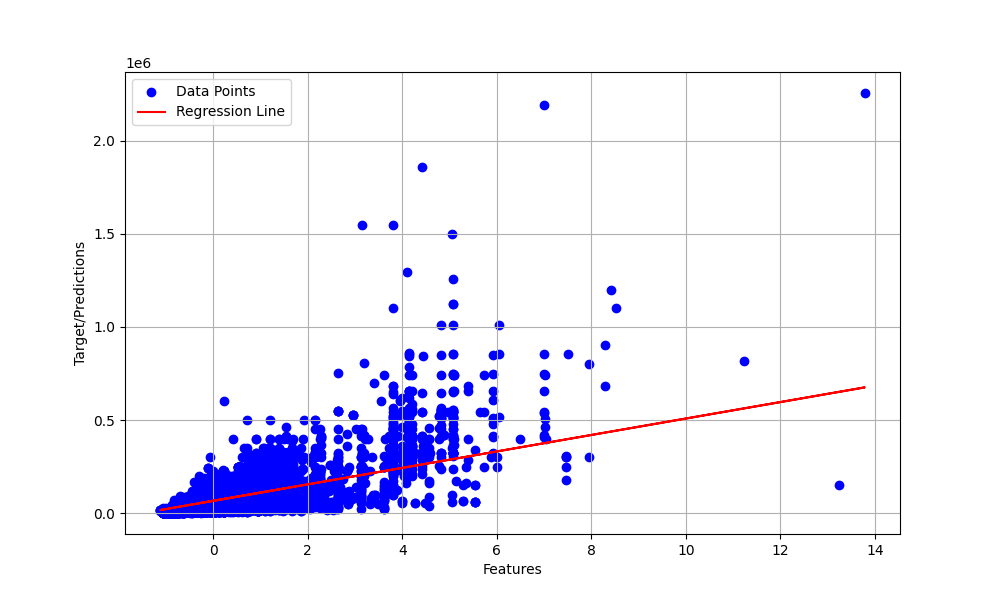 1e6
Data Points
Regression Line
2.0
1.5
1.0
0.5
0.0
Target/Predictions
0 2 4 6 8 10 12 14
Features